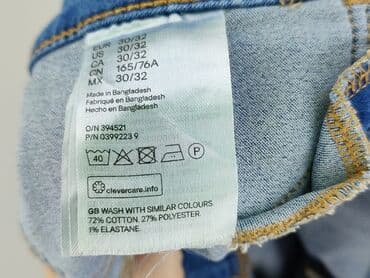 EUR 30/32
US 30/32
CA 30/32
CN 165/76A
MX 30/32
Made in Bangladesh
Fabriqué en Bangladesh
Hecho en Bangladesh
O/N 394521
P/N 0399223 9
40 P
clevercare.info
GB WASH WITH SIMILAR COLOURS
72% COTTON. 27% POLYESTER.
1% ELASTANE.